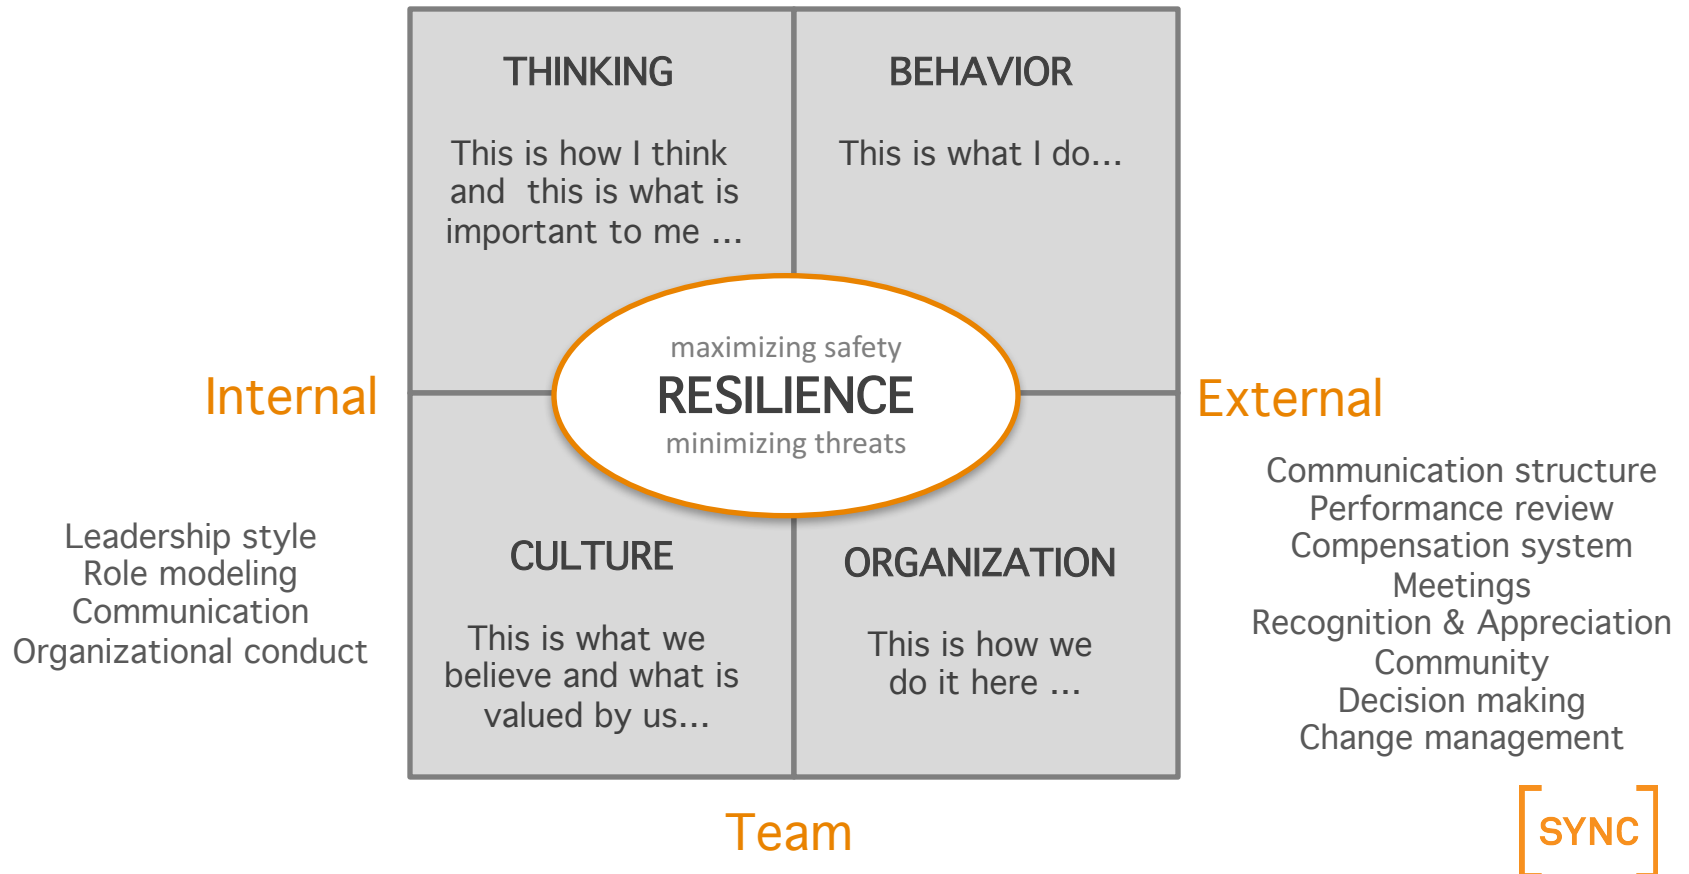 THINKING
This is how I think
and  this is what is
important to me ...
BEHAVIOR
This is what I do...
maximizing safety
RESILIENCE
minimizing threats
Internal
External
Leadership style
Role modeling
Communication
Organizational conduct
CULTURE
This is what we
believe and what is
valued by us...
ORGANIZATION
This is how we
do it here ...
Communication structure
Performance review
Compensation system
Meetings
Recognition & Appreciation
Community
Decision making
Change management
Team
[SYNC]